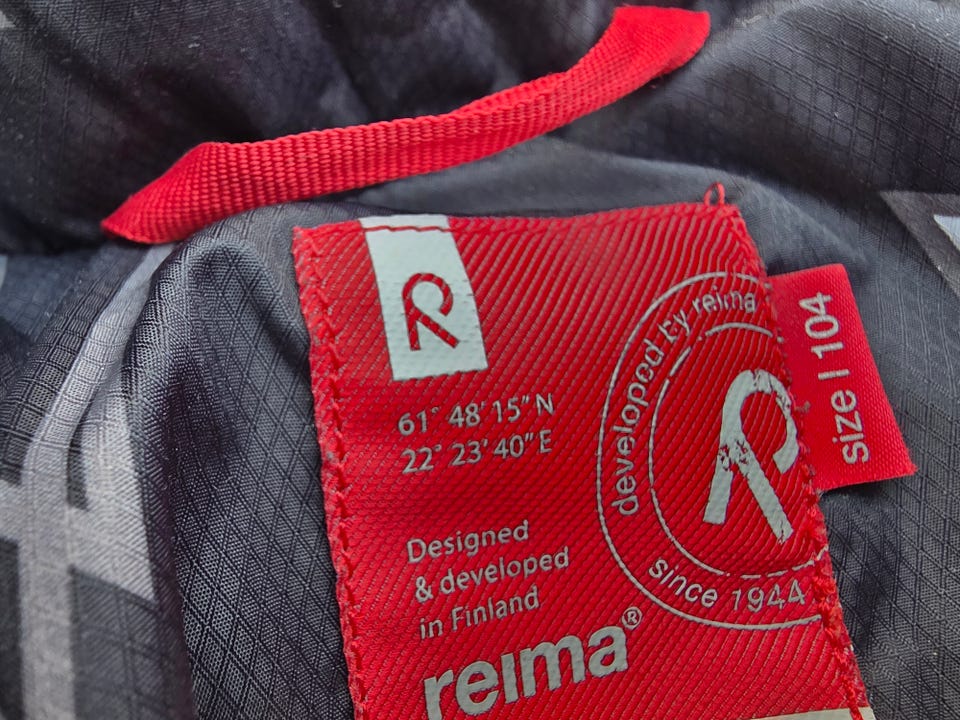 61° 48' 15" N
22° 23' 40" E
Designed
& developed
in Finland
reima®
developed by reima
since 1944
size | 104